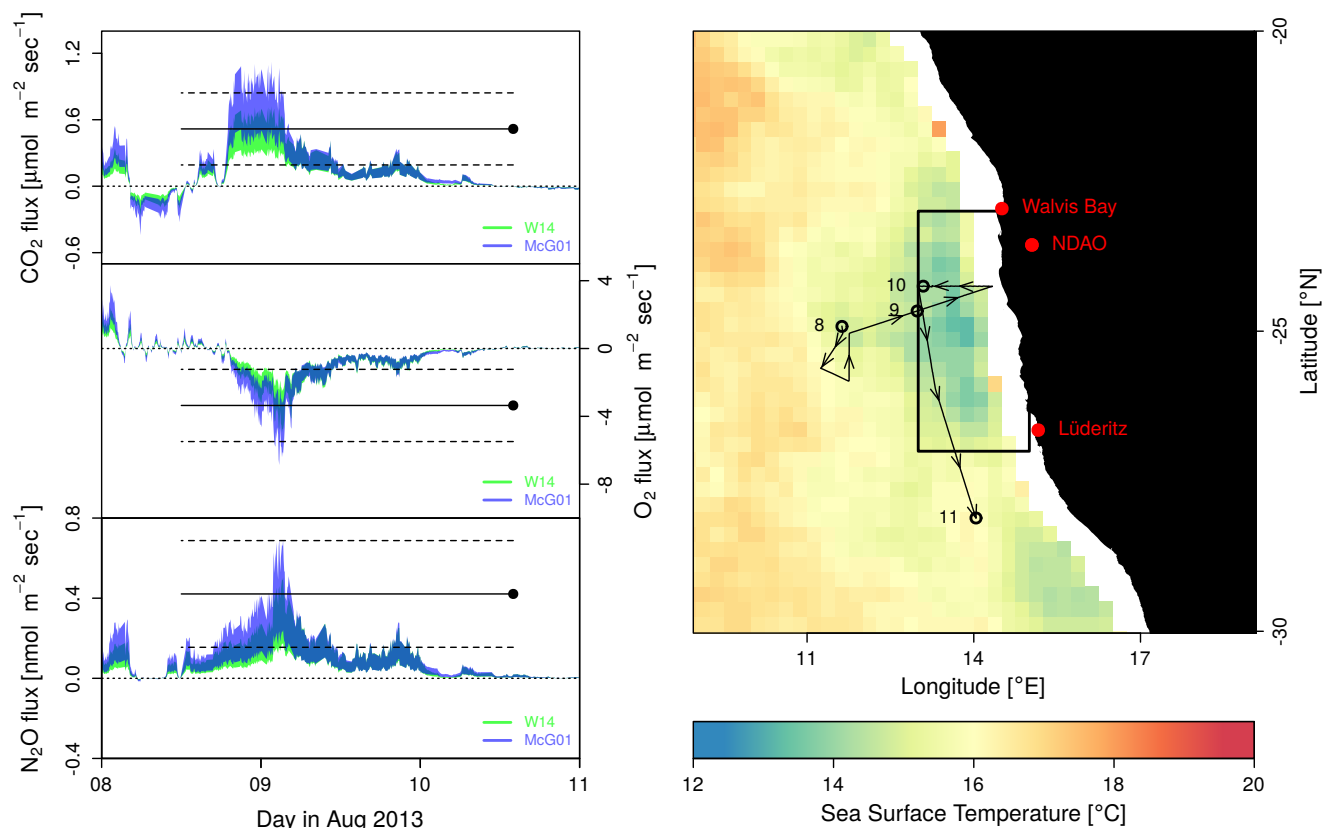 CO₂ flux [µmol m⁻² sec⁻¹]
1.2
0.6
0.0
-0.6
W14
McG01
O₂ flux [µmol m⁻² sec⁻¹]
4
0
-4
-8
W14
McG01
N₂O flux [nmol m⁻² sec⁻¹]
0.8
0.4
0.0
-0.4
W14
McG01
08 09 10 11
Day in Aug 2013
-20
-25
-30
Latitude [°N]
Walvis Bay
NDAO
10
9
8
Lüderitz
11
11 14 17
Longitude [°E]
12 14 16 18 20
Sea Surface Temperature [°C]